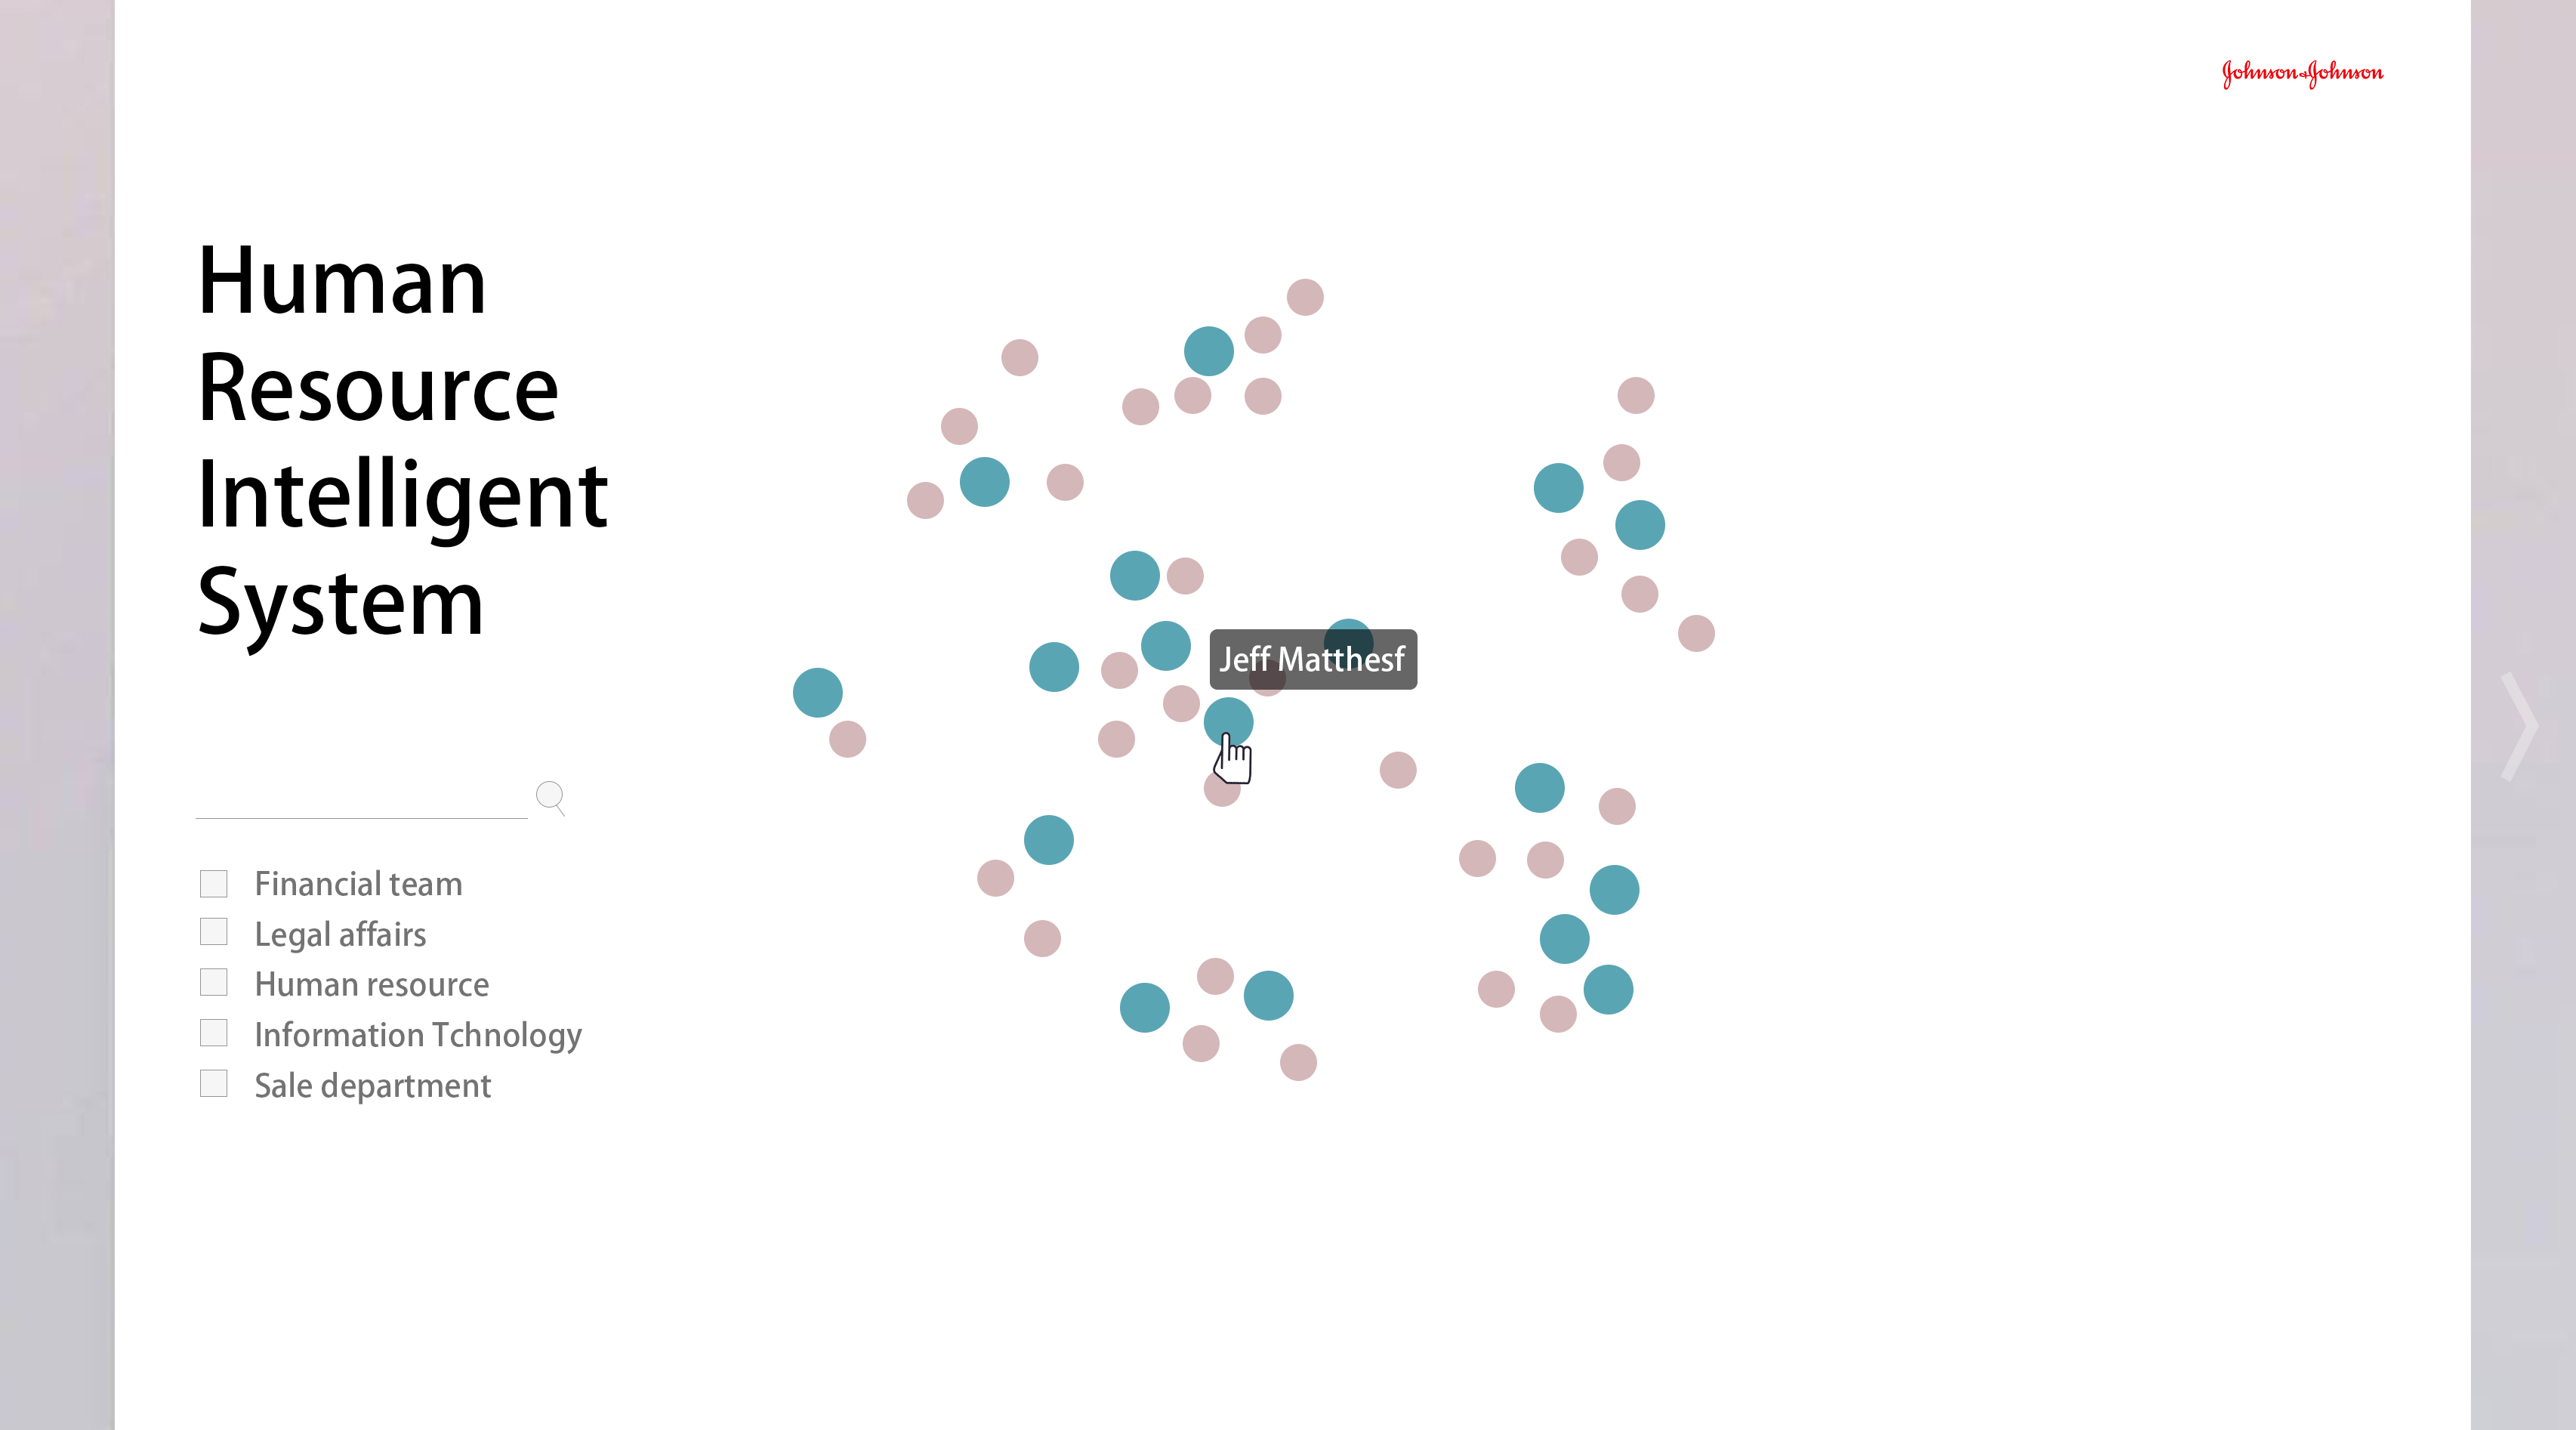 Johnson&Johnson
Human
Resource
Intelligent
System
Jeff Matthesf
Financial team
Legal affairs
Human resource
Information Tchnology
Sale department